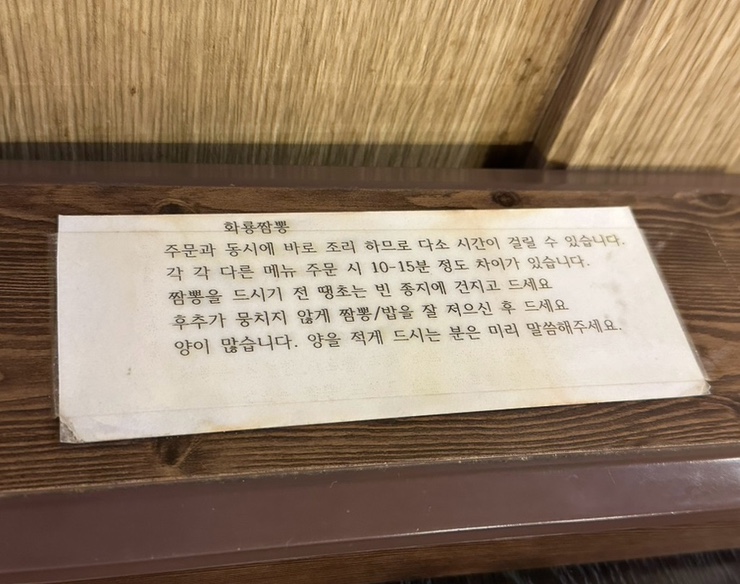 화룡짬뽕
주문과 동시에 바로 조리 하므로 다소 시간이 걸릴 수 있습니다.
각 각 다른 메뉴 주문 시 10-15분 정도 차이가 있습니다.
짬뽕을 드시기 전 땡초는 빈 종지에 건지고 드세요
후추가 뭉치지 않게 짬뽕/밥을 잘 저으신 후 드세요
양이 많습니다. 양을 적게 드시는 분은 미리 말씀해주세요.